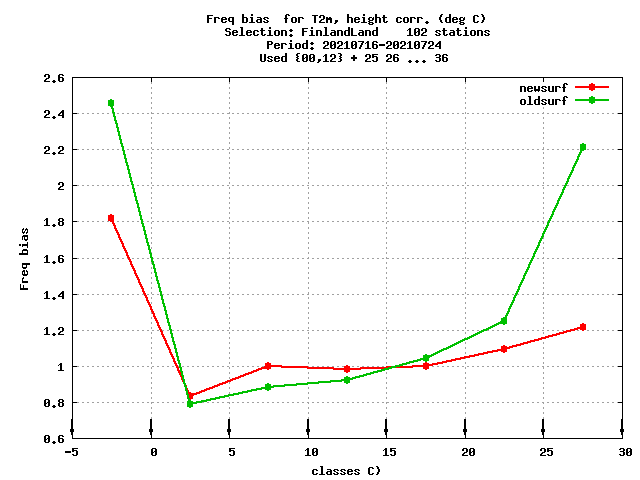 Freq bias  for T2m, height corr. (deg C)
Selection: FinlandLand    102 stations
Period: 20210716-20210724
Used {00,12} + 25 26 ... 36
newsurf
oldsurf
2.6
2.4
2.2
2
1.8
1.6
1.4
1.2
1
0.8
0.6
Freq bias
-5 0 5 10 15 20 25 30
classes C)